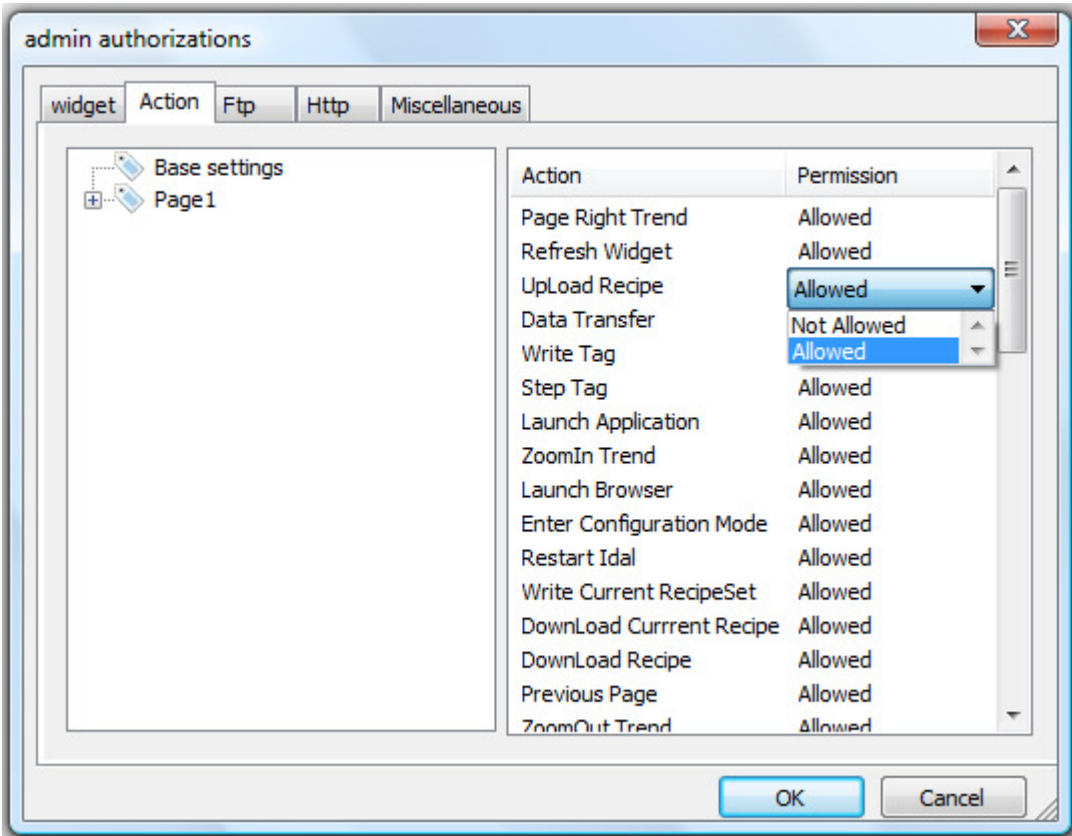 admin authorizations
widget Action Ftp Http Miscellaneous
Base settings
Page1
Action Permission
Page Right Trend Allowed
Refresh Widget Allowed
UpLoad Recipe Allowed
Data Transfer Not Allowed
Write Tag Allowed
Step Tag Allowed
Launch Application Allowed
ZoomIn Trend Allowed
Launch Browser Allowed
Enter Configuration Mode Allowed
Restart Idal Allowed
Write Current RecipeSet Allowed
DownLoad Currrent Recipe Allowed
DownLoad Recipe Allowed
Previous Page Allowed
ZoomOut Trend Allowed
OK Cancel